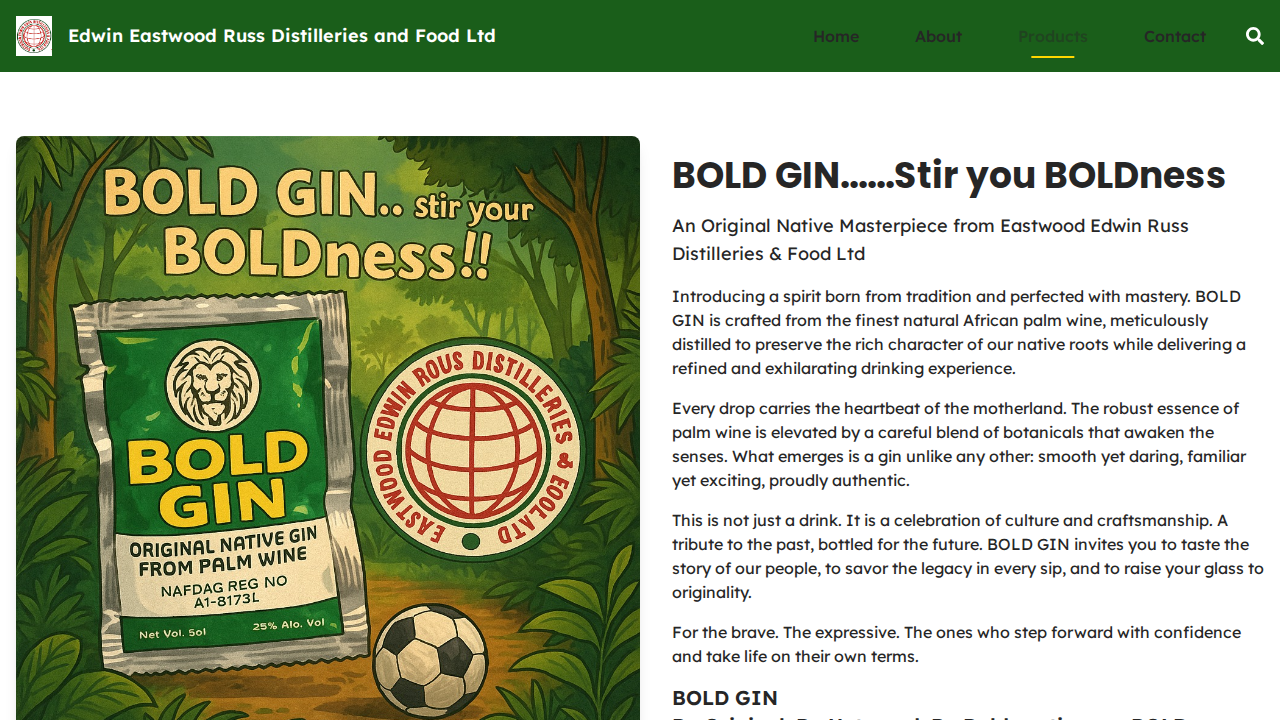 Edwin Eastwood Russ Distilleries and Food Ltd
Home
About
Products
Contact
BOLD GIN.. stir your
BOLDness!!
BOLD
GIN
ORIGINAL NATIVE GIN
FROM PALM WINE
NAFDAG REG NO
A1-8173L
Net Vol. 5ol
25% Alo. Vol
EASTWOOD EDWIN ROUS DISTILLERIES & FOOLATD
BOLD GIN......Stir you BOLDness
An Original Native Masterpiece from Eastwood Edwin Russ
Distilleries & Food Ltd
Introducing a spirit born from tradition and perfected with mastery. BOLD
GIN is crafted from the finest natural African palm wine, meticulously
distilled to preserve the rich character of our native roots while delivering a
refined and exhilarating drinking experience.
Every drop carries the heartbeat of the motherland. The robust essence of
palm wine is elevated by a careful blend of botanicals that awaken the
senses. What emerges is a gin unlike any other: smooth yet daring, familiar
yet exciting, proudly authentic.
This is not just a drink. It is a celebration of culture and craftsmanship. A
tribute to the past, bottled for the future. BOLD GIN invites you to taste the
story of our people, to savor the legacy in every sip, and to raise your glass to
originality.
For the brave. The expressive. The ones who step forward with confidence
and take life on their own terms.
BOLD GIN